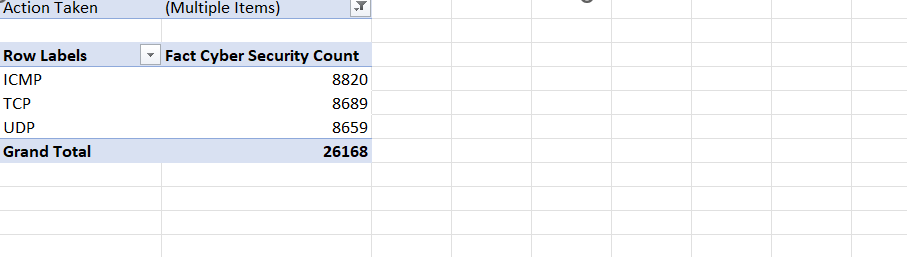 Action Taken (Multiple Items)
Row Labels Fact Cyber Security Count
ICMP 8820
TCP 8689
UDP 8659
Grand Total 26168